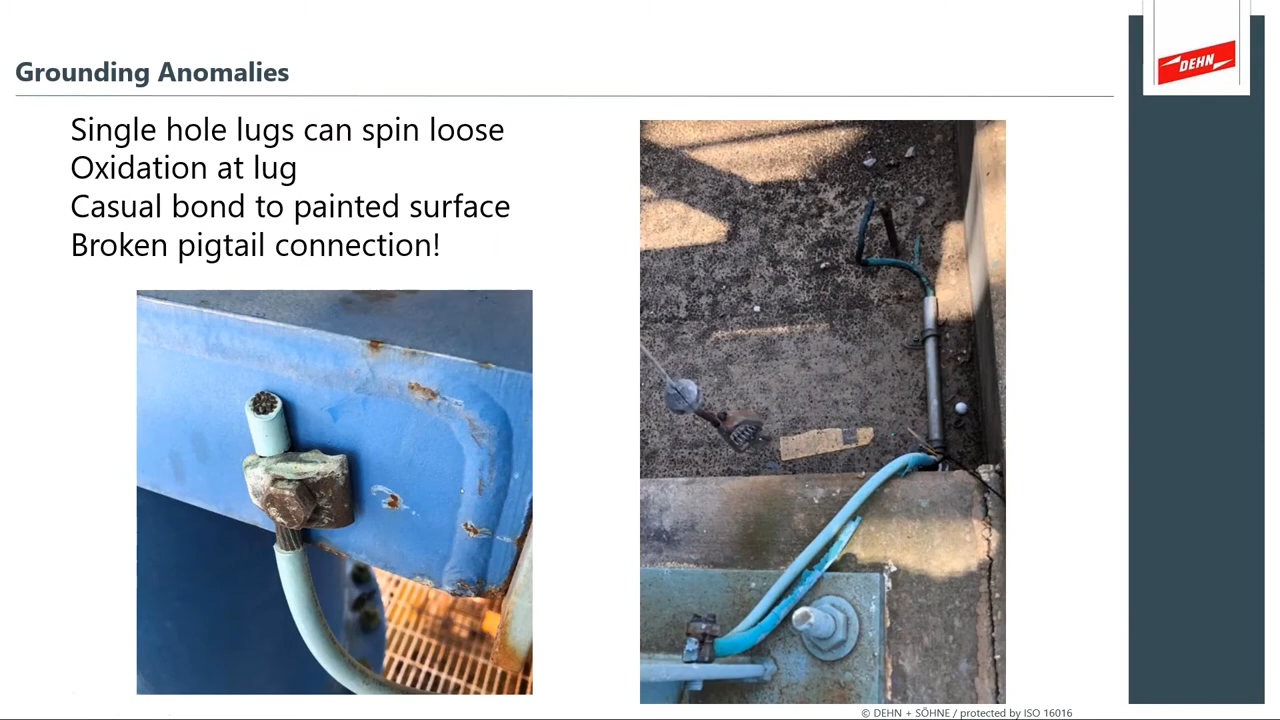 Grounding Anomalies
DEHN
Single hole lugs can spin loose
Oxidation at lug
Casual bond to painted surface
Broken pigtail connection!
© DEHN + SÖHNE / protected by ISO 16016